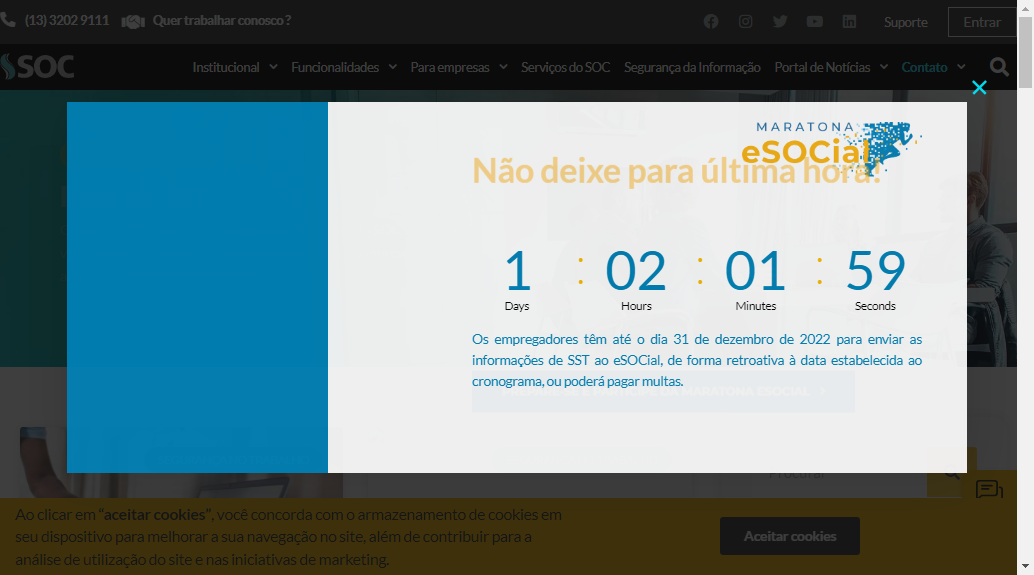 (13) 3202 9111 Quer trabalhar conosco ?
Suporte Entrar
SOC
Institucional Funcionalidades Para empresas Serviços do SOC Segurança da Informação Portal de Notícias Contato
MARATONA
eSOCial
Não deixe para última hora!
1 : 02 : 01 : 59
Days Hours Minutes Seconds
Os empregadores têm até o dia 31 de dezembro de 2022 para enviar as
informações de SST ao eSOCial, de forma retroativa à data estabelecida ao
cronograma, ou poderá pagar multas.
Procurar
Ao clicar em “aceitar cookies”, você concorda com o armazenamento de cookies em
seu dispositivo para melhorar a sua navegação no site, além de contribuir para a
análise de utilização do site e nas iniciativas de marketing.
Aceitar cookies